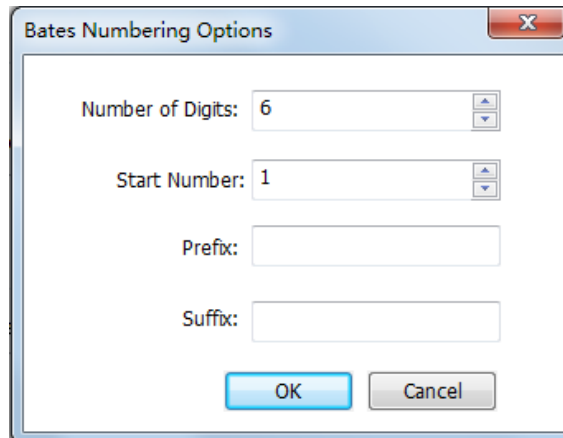 Bates Numbering Options
Number of Digits: 6
Start Number: 1
Prefix:
Suffix:
OK Cancel